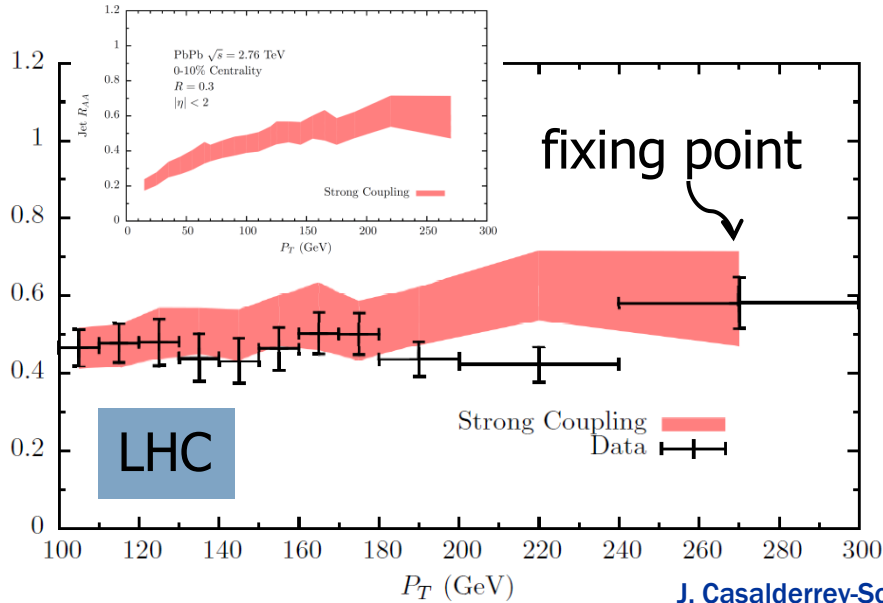 1.2
1
0.8
0.6
0.4
0.2
0
Jet R_AA
PbPb √s = 2.76 TeV
0-10% Centrality
R = 0.3
|η| < 2
Strong Coupling
0 50 100 150 200 250 300
P_T (GeV)
1.2
1
0.8
0.6
0.4
0.2
0
fixing point
LHC
Strong Coupling
Data
100 120 140 160 180 200 220 240 260 280 300
P_T (GeV)
J. Casalderrey-So